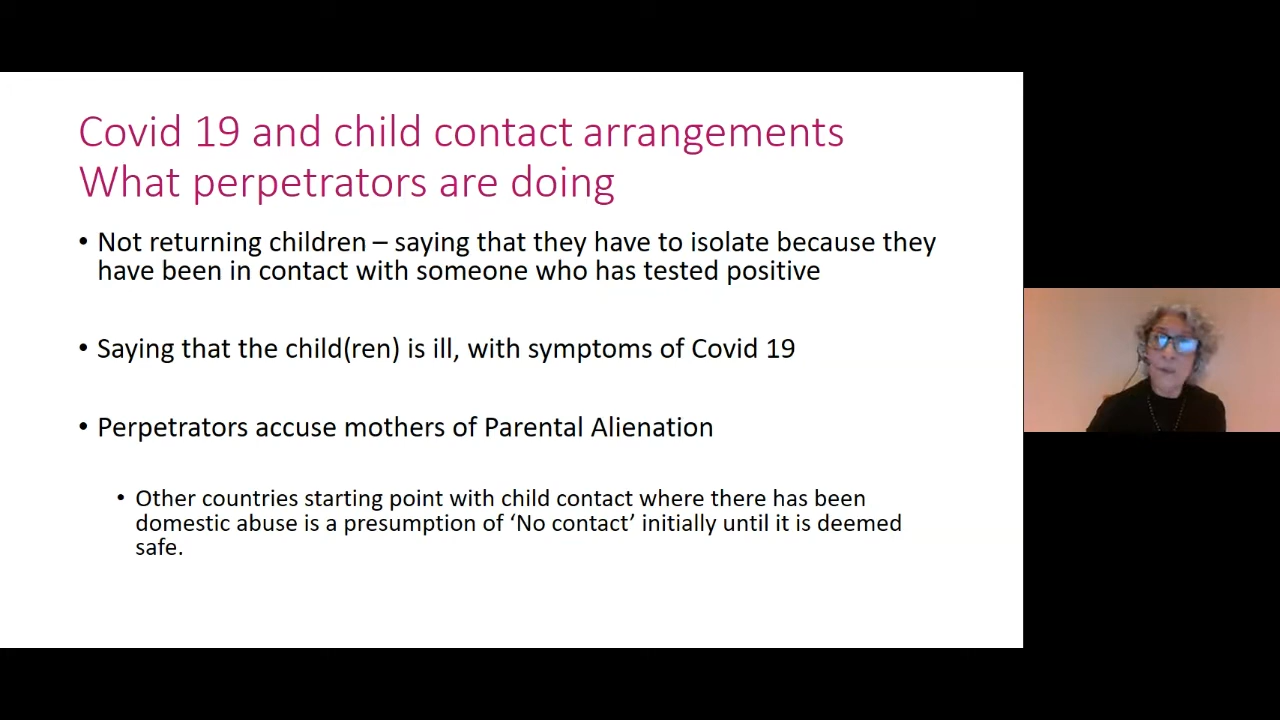 Covid 19 and child contact arrangements
What perpetrators are doing
• Not returning children – saying that they have to isolate because they
have been in contact with someone who has tested positive
• Saying that the child(ren) is ill, with symptoms of Covid 19
• Perpetrators accuse mothers of Parental Alienation
• Other countries starting point with child contact where there has been
domestic abuse is a presumption of ‘No contact’ initially until it is deemed
safe.